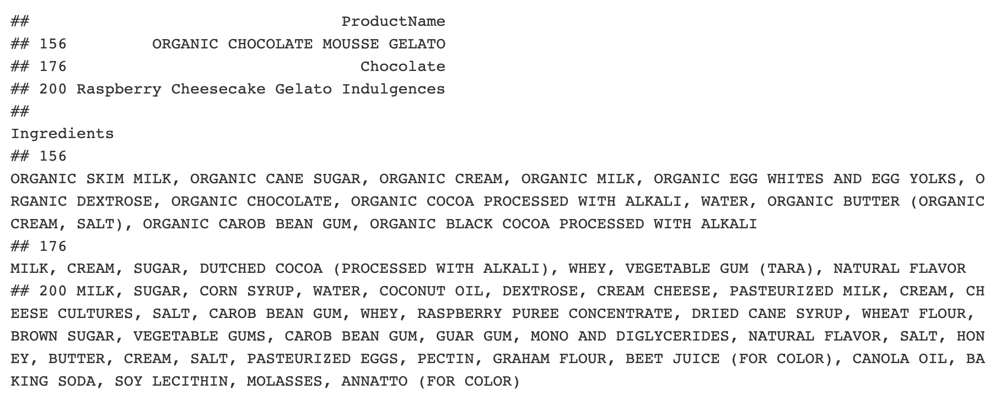 ## ProductName
## 156 ORGANIC CHOCOLATE MOUSSE GELATO
## 176 Chocolate
## 200 Raspberry Cheesecake Gelato Indulgences
##
Ingredients
## 156
ORGANIC SKIM MILK, ORGANIC CANE SUGAR, ORGANIC CREAM, ORGANIC MILK, ORGANIC EGG WHITES AND EGG YOLKS, O
RGANIC DEXTROSE, ORGANIC CHOCOLATE, ORGANIC COCOA PROCESSED WITH ALKALI, WATER, ORGANIC BUTTER (ORGANIC
CREAM, SALT), ORGANIC CAROB BEAN GUM, ORGANIC BLACK COCOA PROCESSED WITH ALKALI
## 176
MILK, CREAM, SUGAR, DUTCHED COCOA (PROCESSED WITH ALKALI), WHEY, VEGETABLE GUM (TARA), NATURAL FLAVOR
## 200 MILK, SUGAR, CORN SYRUP, WATER, COCONUT OIL, DEXTROSE, CREAM CHEESE, PASTEURIZED MILK, CREAM, CH
EESE CULTURES, SALT, CAROB BEAN GUM, WHEY, RASPBERRY PUREE CONCENTRATE, DRIED CANE SYRUP, WHEAT FLOUR,
BROWN SUGAR, VEGETABLE GUMS, CAROB BEAN GUM, GUAR GUM, MONO AND DIGLYCERIDES, NATURAL FLAVOR, SALT, HON
EY, BUTTER, CREAM, SALT, PASTEURIZED EGGS, PECTIN, GRAHAM FLOUR, BEET JUICE (FOR COLOR), CANOLA OIL, BA
KING SODA, SOY LECITHIN, MOLASSES, ANNATTO (FOR COLOR)